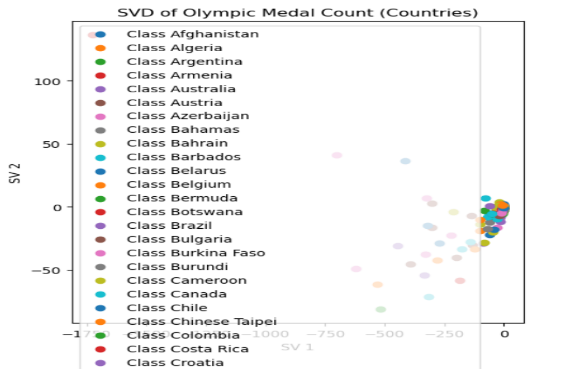 SVD of Olympic Medal Count (Countries)
Class Afghanistan
Class Algeria
Class Argentina
Class Armenia
Class Australia
Class Austria
Class Azerbaijan
Class Bahamas
Class Bahrain
Class Barbados
Class Belarus
Class Belgium
Class Bermuda
Class Botswana
Class Brazil
Class Bulgaria
Class Burkina Faso
Class Burundi
Class Cameroon
Class Canada
Class Chile
Class Chinese Taipei
Class Colombia
Class Costa Rica
Class Croatia
100
50
0
−50
SV 2
−1000 −750 −500 −250 0
SV 1